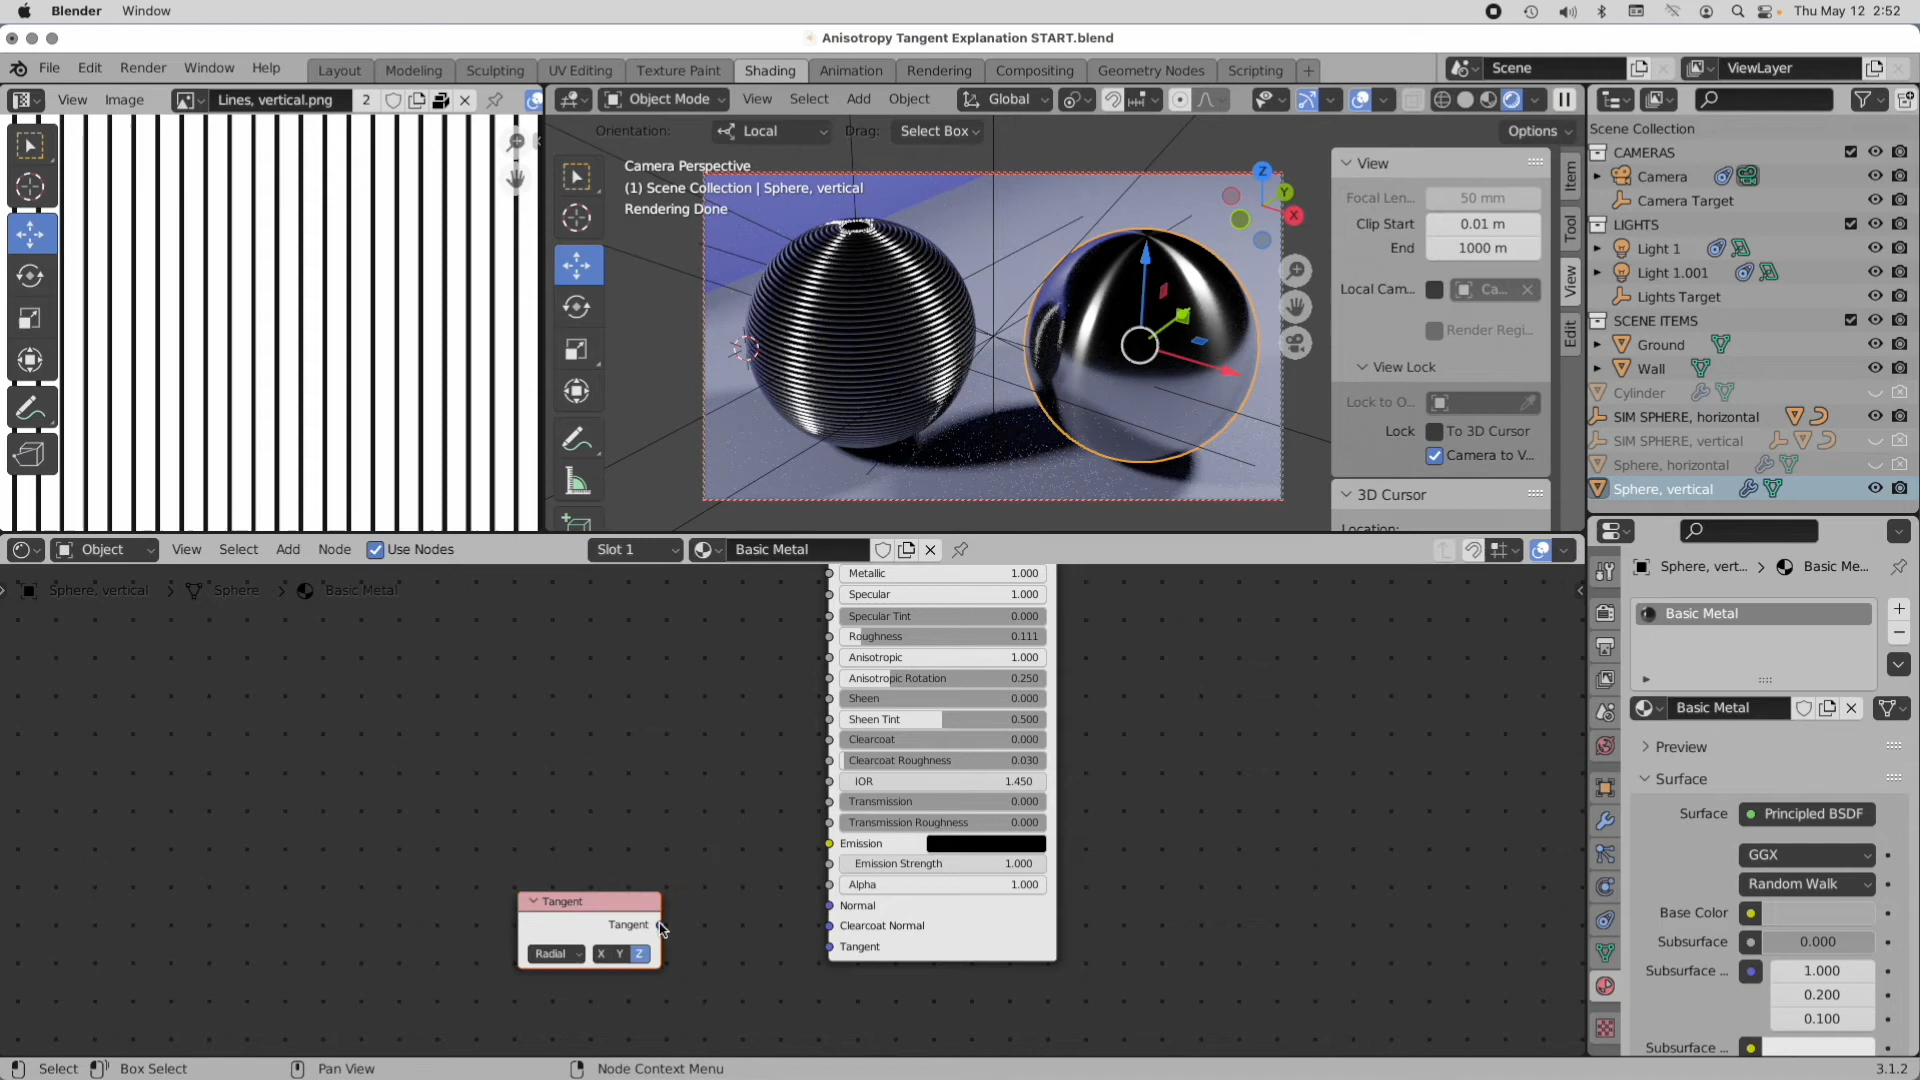 Blender Window
Thu May 12 2:52
Anisotropy Tangent Explanation START.blend
File Edit Render Window Help
Layout Modeling Sculpting UV Editing Texture Paint Shading Animation Rendering Compositing Geometry Nodes Scripting +
Scene
ViewLayer
View Image Lines, vertical.png 2
Object Mode View Select Add Object Global
Orientation: Local Drag: Select Box Options
Camera Perspective
(1) Scene Collection | Sphere, vertical
Rendering Done
Z
Y
X
View
Focal Len... 50 mm
Clip Start 0.01 m
End 1000 m
Local Cam... Ca...
Render Regi...
View Lock
Lock to O...
Lock To 3D Cursor
Camera to V...
3D Cursor
Location:
Item
Tool
View
Edit
Scene Collection
CAMERAS
Camera
Camera Target
LIGHTS
Light 1
Light 1.001
Lights Target
SCENE ITEMS
Ground
Wall
Cylinder
SIM SPHERE, horizontal
SIM SPHERE, vertical
Sphere, horizontal
Sphere, vertical
Object View Select Add Node Use Nodes Slot 1 Basic Metal
Sphere, vertical > Sphere > Basic Metal
Metallic 1.000
Specular 1.000
Specular Tint 0.000
Roughness 0.111
Anisotropic 1.000
Anisotropic Rotation 0.250
Sheen 0.000
Sheen Tint 0.500
Clearcoat 0.000
Clearcoat Roughness 0.030
IOR 1.450
Transmission 0.000
Transmission Roughness 0.000
Emission
Emission Strength 1.000
Alpha 1.000
Normal
Clearcoat Normal
Tangent
Tangent
Tangent
Radial X Y Z
Sphere, vert... > Basic Me...
Basic Metal
Basic Metal
Preview
Surface
Surface Principled BSDF
GGX
Random Walk
Base Color
Subsurface 0.000
Subsurface ... 1.000
0.200
0.100
Subsurface ...
Select Box Select Pan View Node Context Menu 3.1.2